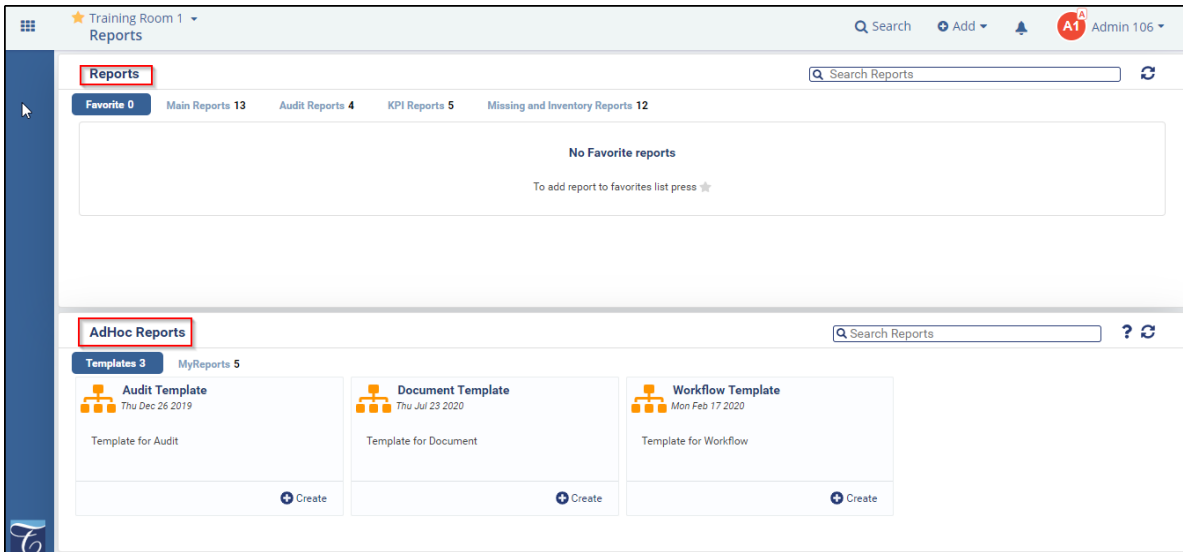 Training Room 1
Reports
Search
Add
A1
A
Admin 106
Reports
Search Reports
Favorite 0
Main Reports 13
Audit Reports 4
KPI Reports 5
Missing and Inventory Reports 12
No Favorite reports
To add report to favorites list press
AdHoc Reports
Search Reports
?
Templates 3
MyReports 5
Audit Template
Thu Dec 26 2019
Template for Audit
Create
Document Template
Thu Jul 23 2020
Template for Document
Create
Workflow Template
Mon Feb 17 2020
Template for Workflow
Create